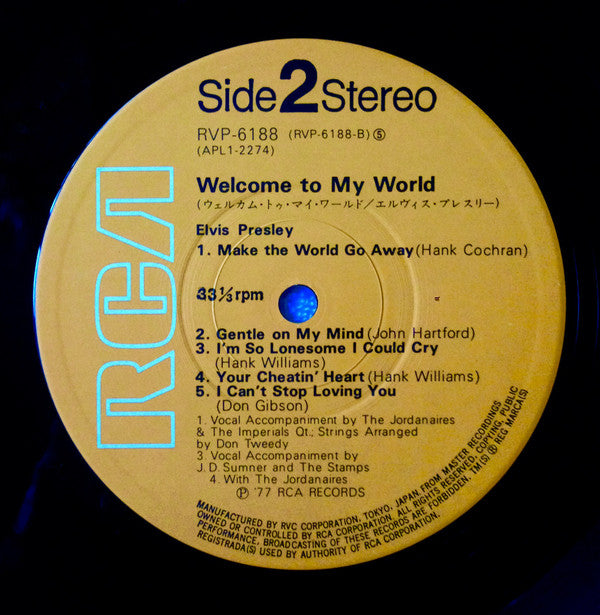 Side 2 Stereo
RVP-6188 (RVP-6188-B) ⑤
(APL1-2274)
RCA
Welcome to My World
(ウェルカム・トゥ・マイ・ワールド／エルヴィス・プレスリー)
Elvis Presley
1. Make the World Go Away (Hank Cochran)
33⅓ rpm
2. Gentle on My Mind (John Hartford)
3. I'm So Lonesome I Could Cry
(Hank Williams)
4. Your Cheatin' Heart (Hank Williams)
5. I Can't Stop Loving You
(Don Gibson)
1. Vocal Accompaniment by The Jordanaires
& The Imperials Qt.; Strings Arranged
by Don Tweedy
3. Vocal Accompaniment by
J.D. Sumner and The Stamps
4. With The Jordanaires
Ⓟ '77 RCA RECORDS
MANUFACTURED BY RVC CORPORATION, TOKYO, JAPAN FROM MASTER RECORDINGS
OWNED OR CONTROLLED BY RCA CORPORATION. ALL RIGHTS RESERVED, COPYING, PUBLIC
PERFORMANCE, BROADCASTING OF THESE RECORDS ARE FORBIDDEN. TM(S) ® REG MARCA(S)
REGISTRADA(S) USED BY AUTHORITY OF RCA CORPORATION.